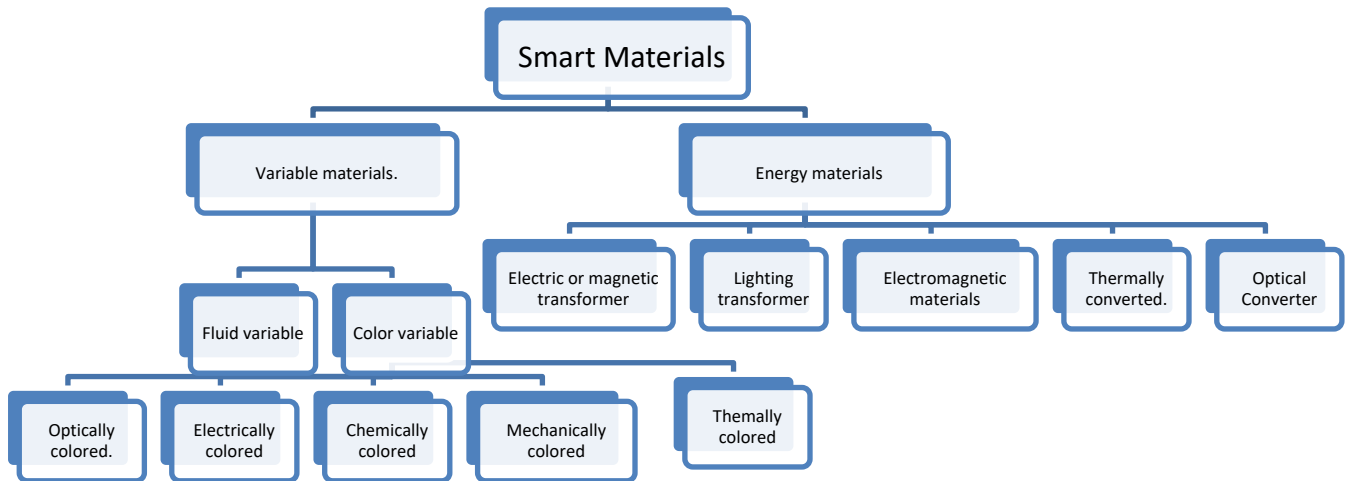 Smart Materials
Variable materials.
Energy materials
Electric or magnetic
transformer
Lighting
transformer
Electromagnetic
materials
Thermally
converted.
Optical
Converter
Fluid variable
Color variable
Optically
colored.
Electrically
colored
Chemically
colored
Mechanically
colored
Themally
colored